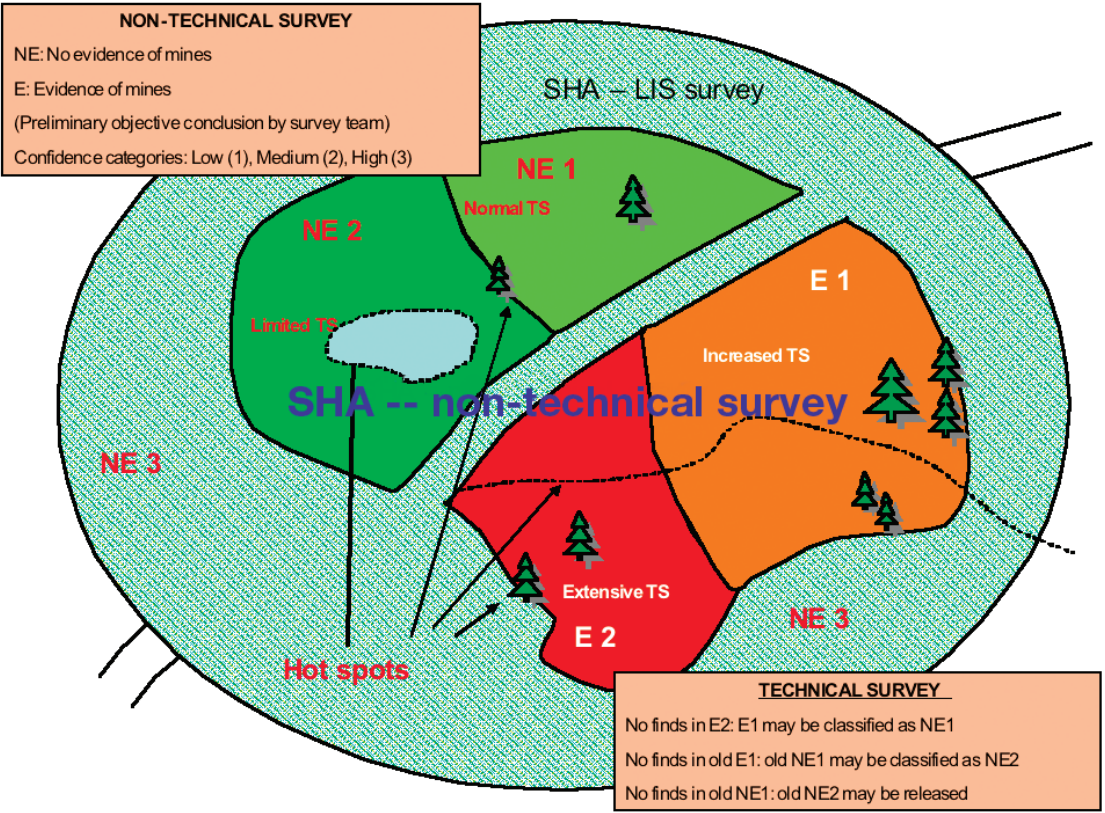 NON-TECHNICAL SURVEY
NE: No evidence of mines
E: Evidence of mines
(Preliminary objective conclusion by survey team)
Confidence categories: Low (1), Medium (2), High (3)
SHA – LIS survey
NE 1
Normal TS
NE 2
Limited TS
E 1
Increased TS
SHA -- non-technical survey
NE 3
Extensive TS
E 2
NE 3
Hot spots
TECHNICAL SURVEY
No finds in E2: E1 may be classified as NE1
No finds in old E1: old NE1 may be classified as NE2
No finds in old NE1: old NE2 may be released